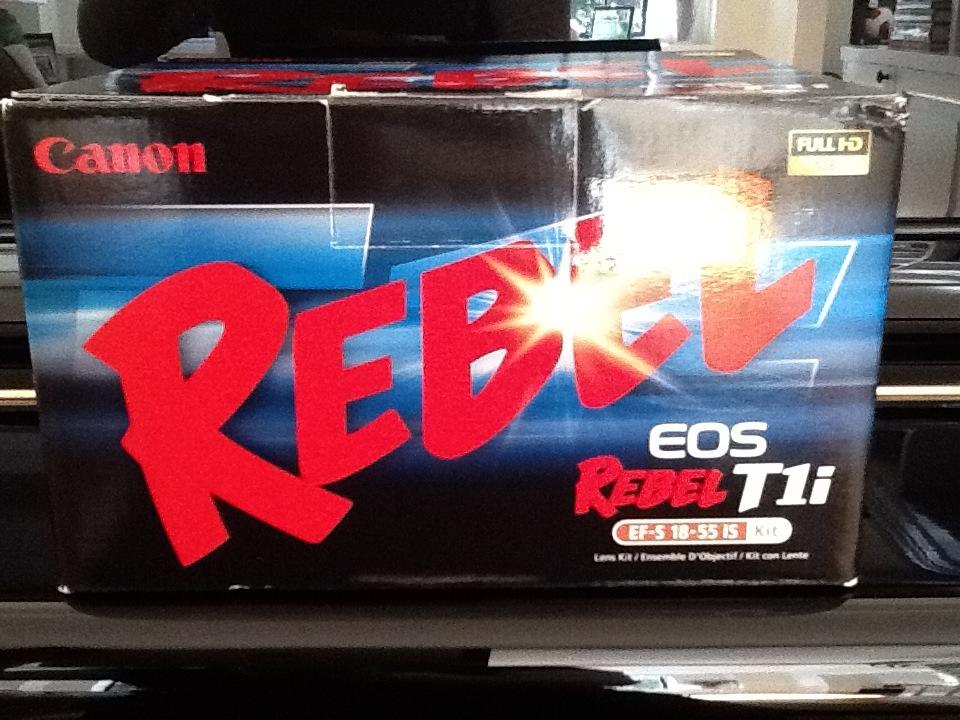 REBEL
Canon
FULL HD
REBEL
EOS
REBEL T1i
EF-S 18-55 IS Kit
Lens Kit / Ensemble D'Objectif / Kit con Lente